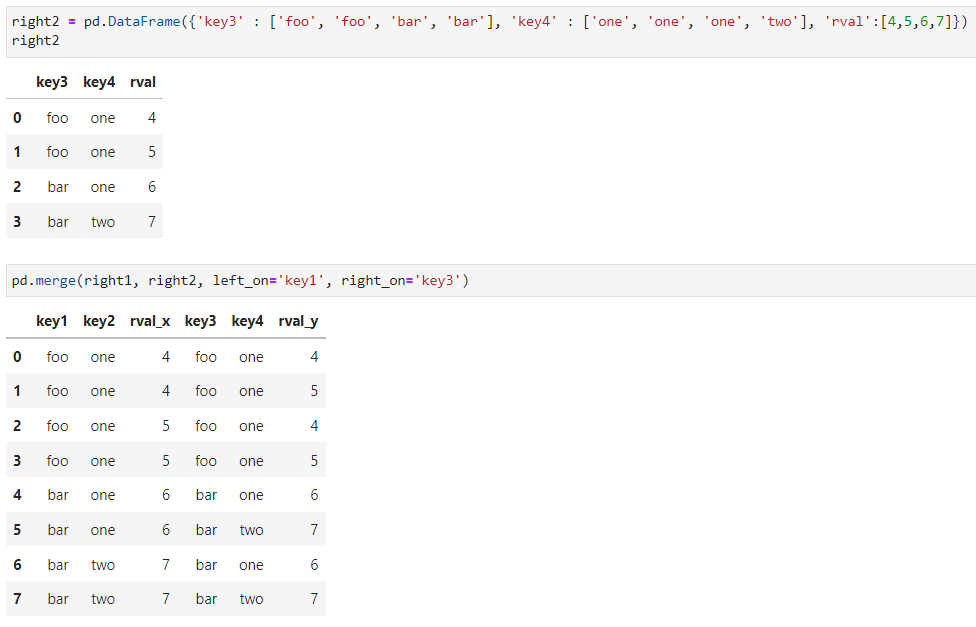 right2 = pd.DataFrame({'key3' : ['foo', 'foo', 'bar', 'bar'], 'key4' : ['one', 'one', 'one', 'two'], 'rval':[4,5,6,7]})
right2
key3 key4 rval
0 foo one 4
1 foo one 5
2 bar one 6
3 bar two 7
pd.merge(right1, right2, left_on='key1', right_on='key3')
key1 key2 rval_x key3 key4 rval_y
0 foo one 4 foo one 4
1 foo one 4 foo one 5
2 foo one 5 foo one 4
3 foo one 5 foo one 5
4 bar one 6 bar one 6
5 bar one 6 bar two 7
6 bar two 7 bar one 6
7 bar two 7 bar two 7